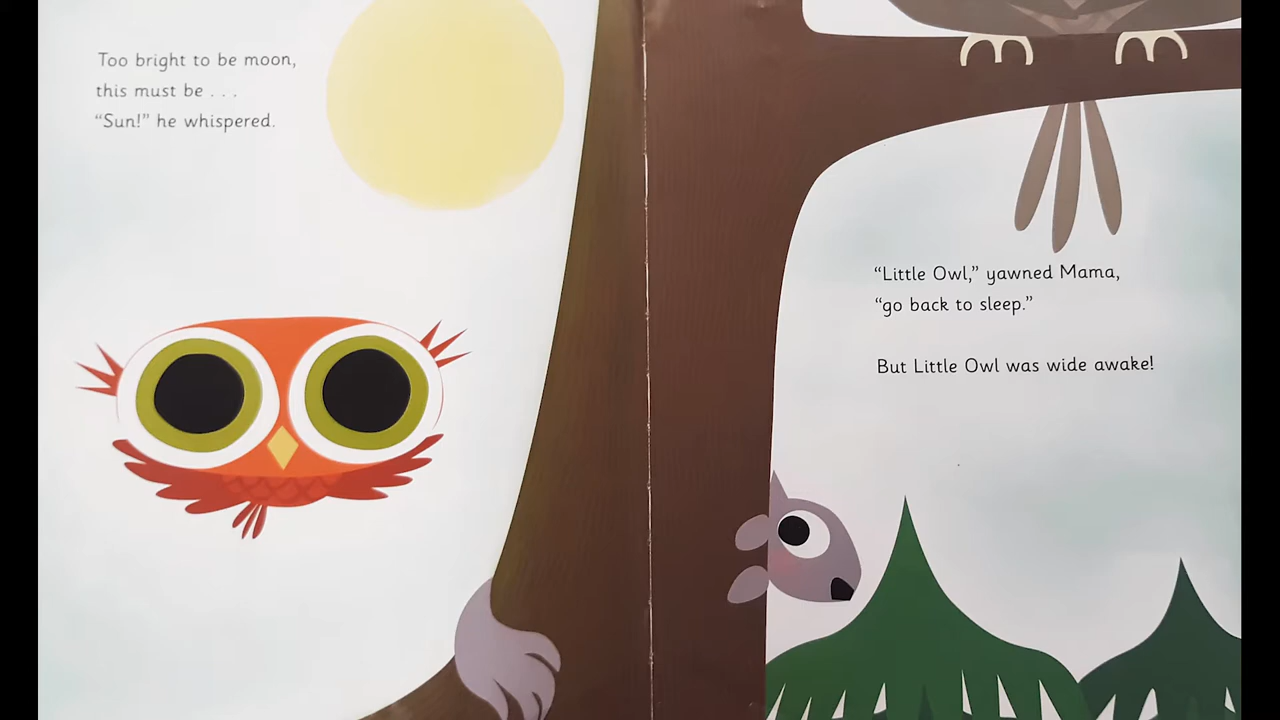 Too bright to be moon,
this must be . . .
“Sun!” he whispered.
“Little Owl,” yawned Mama,
“go back to sleep.”
But Little Owl was wide awake!